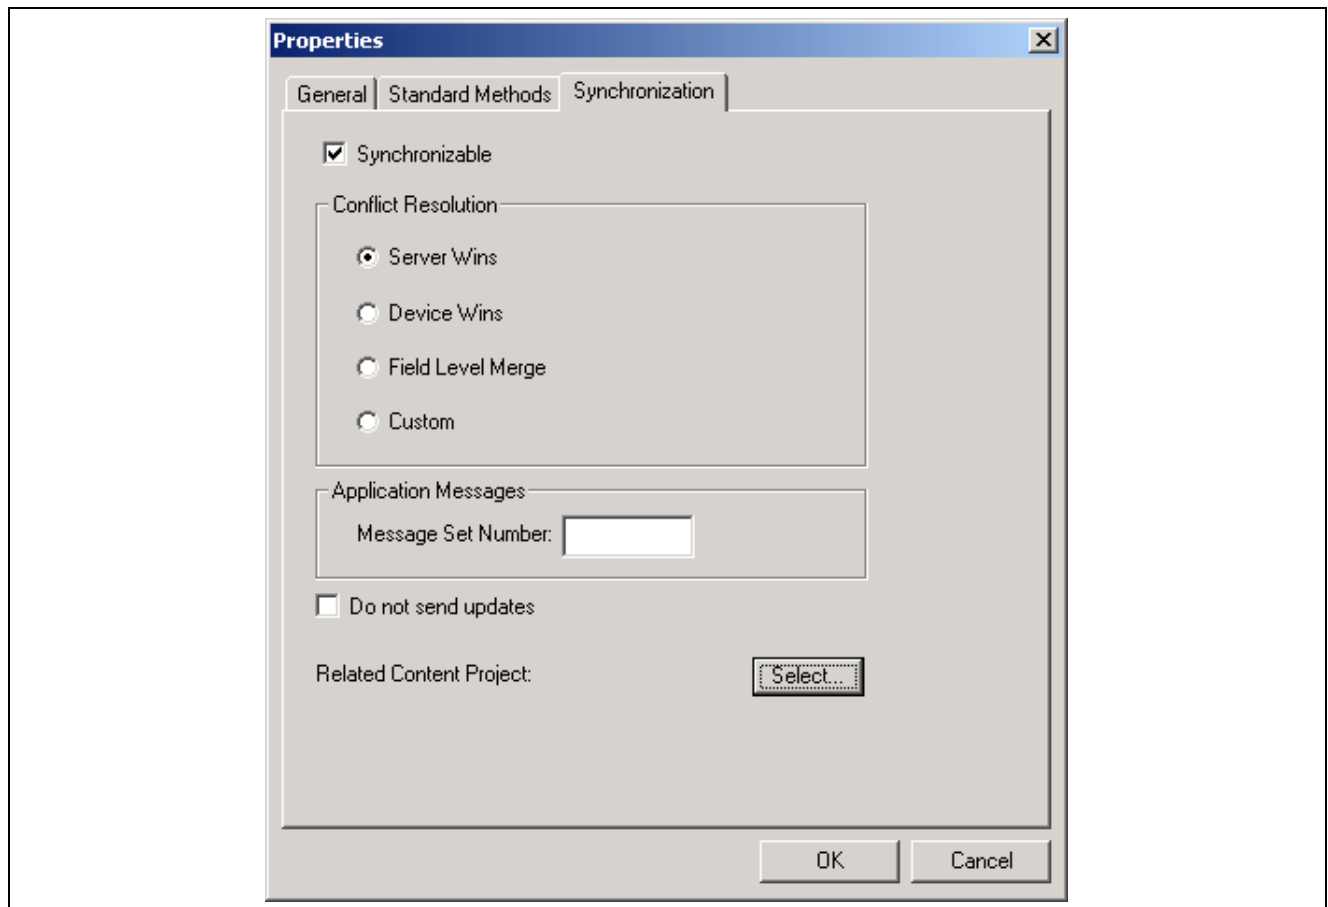 Properties
General
Standard Methods
Synchronization
Synchronizable
Conflict Resolution
Server Wins
Device Wins
Field Level Merge
Custom
Application Messages
Message Set Number:
Do not send updates
Related Content Project:
Select...
OK
Cancel